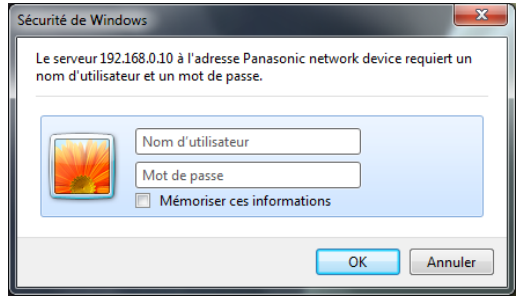 Sécurité de Windows
Le serveur 192.168.0.10 à l'adresse Panasonic network device requiert un
nom d'utilisateur et un mot de passe.
Nom d'utilisateur
Mot de passe
Mémoriser ces informations
OK Annuler